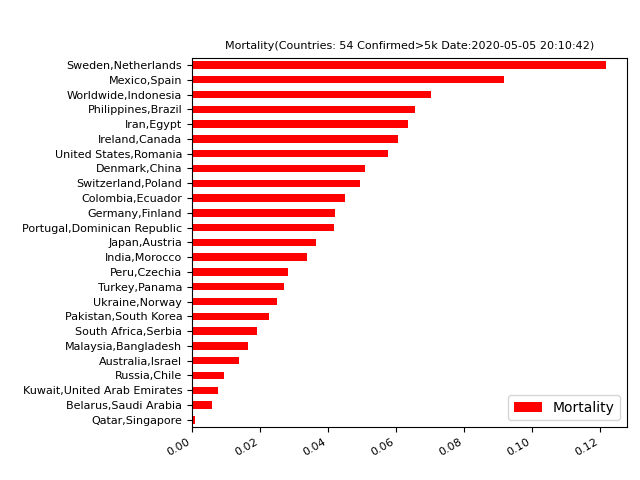 Mortality(Countries: 54 Confirmed>5k Date:2020-05-05 20:10:42)
Sweden,Netherlands
Mexico,Spain
Worldwide,Indonesia
Philippines,Brazil
Iran,Egypt
Ireland,Canada
United States,Romania
Denmark,China
Switzerland,Poland
Colombia,Ecuador
Germany,Finland
Portugal,Dominican Republic
Japan,Austria
India,Morocco
Peru,Czechia
Turkey,Panama
Ukraine,Norway
Pakistan,South Korea
South Africa,Serbia
Malaysia,Bangladesh
Australia,Israel
Russia,Chile
Kuwait,United Arab Emirates
Belarus,Saudi Arabia
Qatar,Singapore
Mortality
0.00 0.02 0.04 0.06 0.08 0.10 0.12